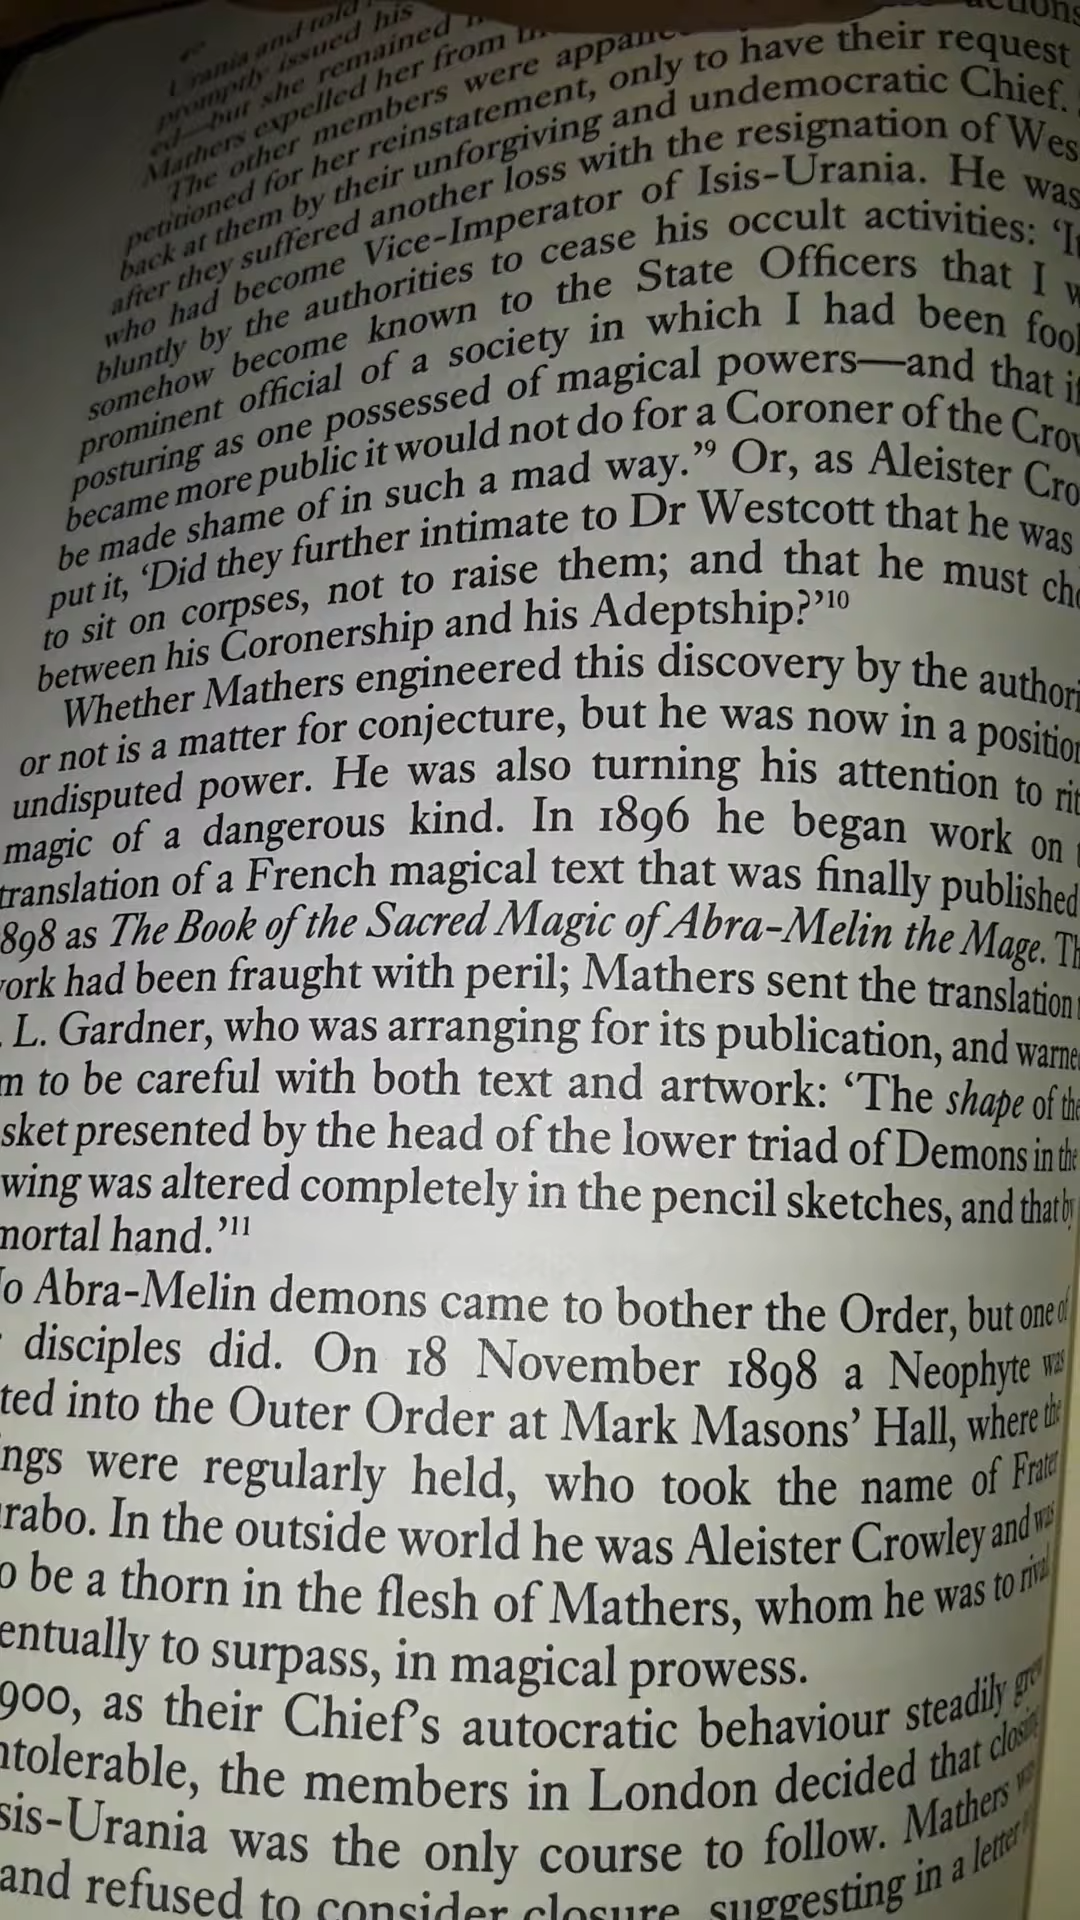 Urania and told
promptly issued his
ed—but she remained
Mathers expelled her from
The other members were
petitioned for her reinstatement, only to have their request
back at them by their unforgiving and undemocratic Chief.
after they suffered another loss with the resignation of Wes
who had become Vice-Imperator of Isis-Urania. He was
bluntly by the authorities to cease his occult activities: ‘I
somehow become known to the State Officers that I w
prominent official of a society in which I had been fool
posturing as one possessed of magical powers—and that if
became more public it would not do for a Coroner of the Crow
be made shame of in such a mad way.’9 Or, as Aleister Cro
put it, ‘Did they further intimate to Dr Westcott that he was
to sit on corpses, not to raise them; and that he must cho
between his Coronership and his Adeptship?’10
Whether Mathers engineered this discovery by the authori
or not is a matter for conjecture, but he was now in a position
undisputed power. He was also turning his attention to rit
magic of a dangerous kind. In 1896 he began work on
translation of a French magical text that was finally published
898 as The Book of the Sacred Magic of Abra-Melin the Mage. Th
ork had been fraught with peril; Mathers sent the translation
. L. Gardner, who was arranging for its publication, and warne
m to be careful with both text and artwork: ‘The shape of the
sket presented by the head of the lower triad of Demons in the
wing was altered completely in the pencil sketches, and that by
mortal hand.’11
o Abra-Melin demons came to bother the Order, but one of
disciples did. On 18 November 1898 a Neophyte was
ted into the Outer Order at Mark Masons’ Hall, where the
ngs were regularly held, who took the name of Frater
rabo. In the outside world he was Aleister Crowley and was
o be a thorn in the flesh of Mathers, whom he was to rival
entually to surpass, in magical prowess.
900, as their Chief’s autocratic behaviour steadily grew
ntolerable, the members in London decided that closing
sis-Urania was the only course to follow. Mathers
and refused to consider closure, suggesting in a letter